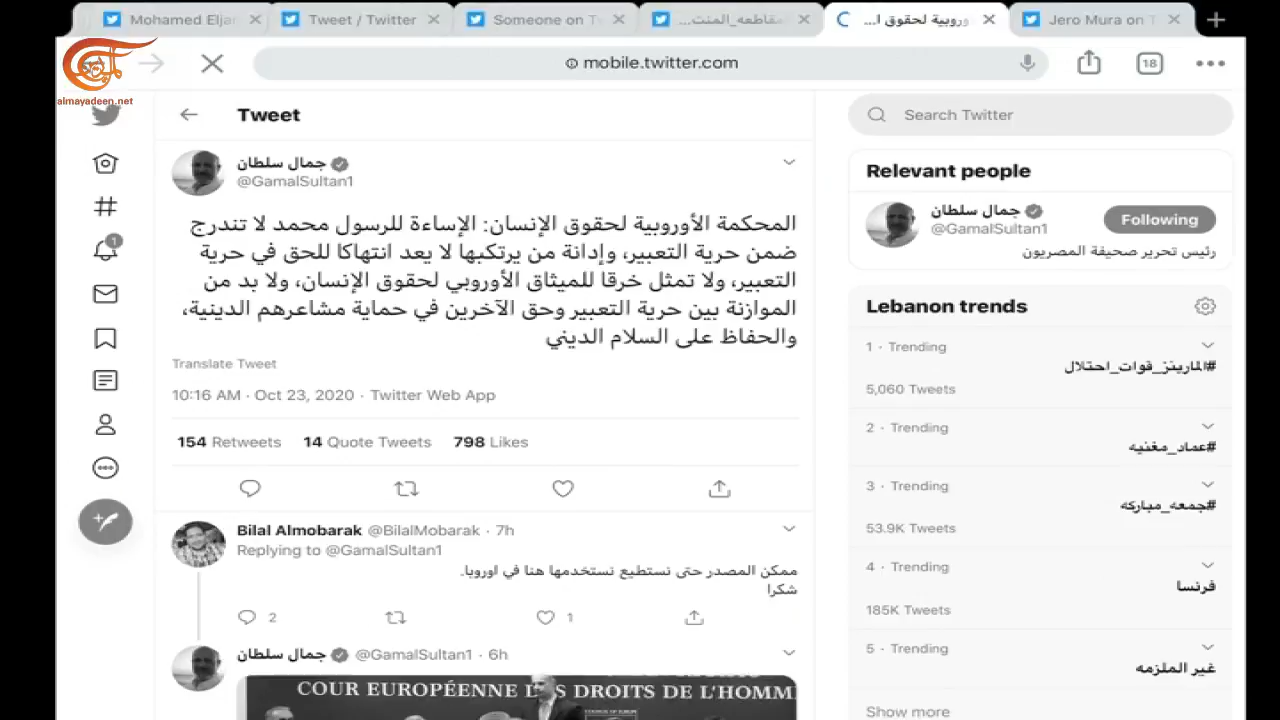 Mohamed Eljar
Tweet / Twitter
Someone on T
مقاطعه_المنت...
وروبية لحقوق ا...
Jero Mura on T
mobile.twitter.com
18
almayadeen.net
Tweet
جمال سلطان
@GamalSultan1
المحكمة الأوروبية لحقوق الإنسان: الإساءة للرسول محمد لا تندرج
ضمن حرية التعبير، وإدانة من يرتكبها لا يعد انتهاكا للحق في حرية
التعبير، ولا تمثل خرقا للميثاق الأوروبي لحقوق الإنسان، ولا بد من
الموازنة بين حرية التعبير وحق الآخرين في حماية مشاعرهم الدينية،
والحفاظ على السلام الديني
Translate Tweet
10:16 AM · Oct 23, 2020 · Twitter Web App
154 Retweets 14 Quote Tweets 798 Likes
Bilal Almobarak @BilalMobarak · 7h
Replying to @GamalSultan1
ممكن المصدر حتى نستطيع نستخدمها هنا في اوروبا.
شكرا
2
1
جمال سلطان @GamalSultan1 · 6h
COUR EUROPÉENNE DES DROITS DE L'HOMM
Search Twitter
Relevant people
جمال سلطان
@GamalSultan1
Following
رئيس تحرير صحيفة المصريون
Lebanon trends
1 · Trending
#المارينز_قوات_احتلال
5,060 Tweets
2 · Trending
#عماد_مغنيه
3 · Trending
#جمعه_مباركه
53.9K Tweets
4 · Trending
فرنسا
185K Tweets
5 · Trending
غير الملزمه
Show more